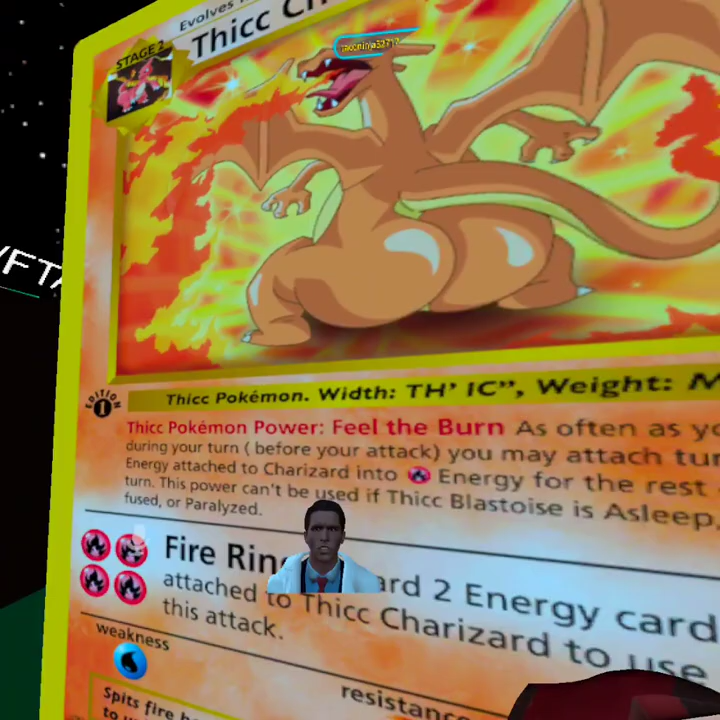 Evolves
STAGE 2
Thicc Ch
EDITION
1
Thicc Pokémon. Width: TH' IC", Weight: M
Thicc Pokémon Power: Feel the Burn As often as yo
during your turn ( before your attack) you may attach tur
Energy attached to Charizard into Energy for the rest
turn. This power can't be used if Thicc Blastoise is Asleep,
fused, or Paralyzed.
Fire Rin ard 2 Energy card
attached to Thicc Charizard to use
this attack.
weakness
resistance
Spits fire